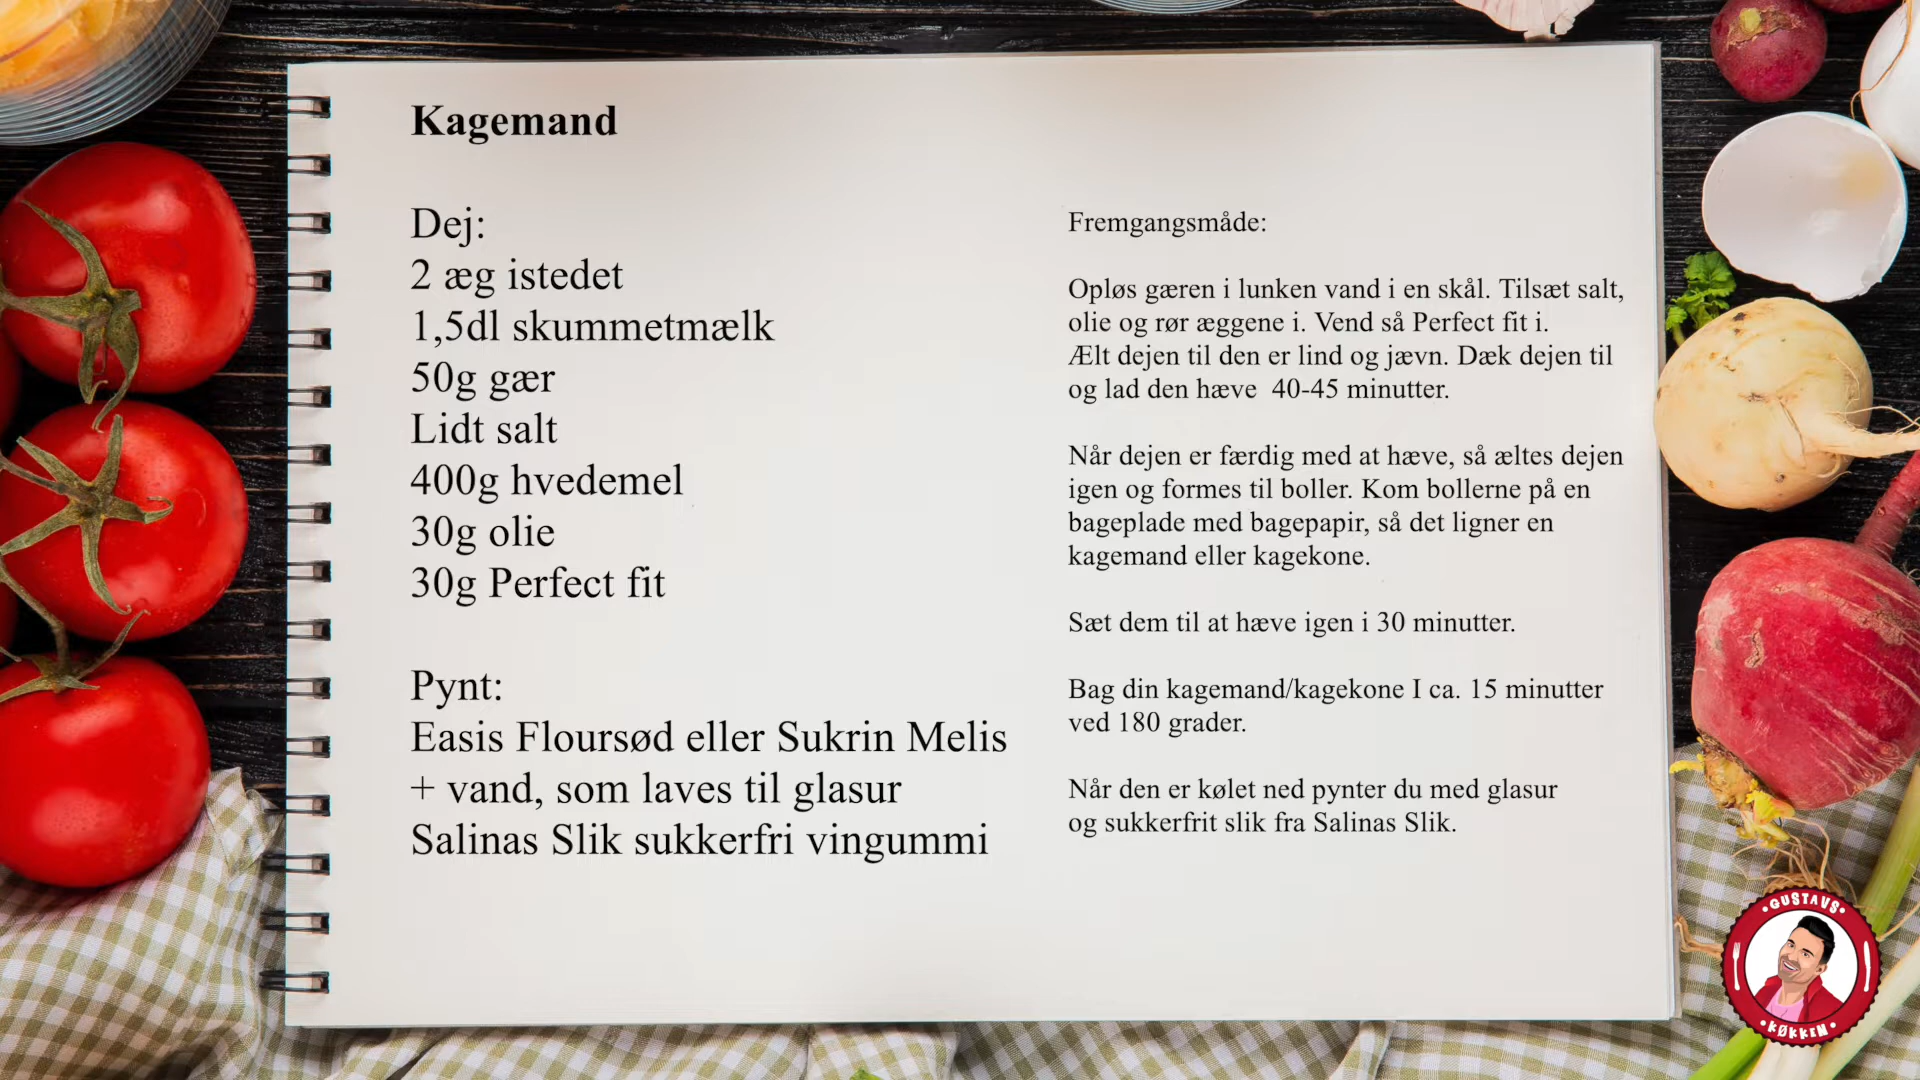 Kagemand
Dej:
2 æg istedet
1,5dl skummetmælk
50g gær
Lidt salt
400g hvedemel
30g olie
30g Perfect fit
Pynt:
Easis Floursød eller Sukrin Melis
+ vand, som laves til glasur
Salinas Slik sukkerfri vingummi
Fremgangsmåde:
Opløs gæren i lunken vand i en skål. Tilsæt salt,
olie og rør æggene i. Vend så Perfect fit i.
Ælt dejen til den er lind og jævn. Dæk dejen til
og lad den hæve  40-45 minutter.
Når dejen er færdig med at hæve, så æltes dejen
igen og formes til boller. Kom bollerne på en
bageplade med bagepapir, så det ligner en
kagemand eller kagekone.
Sæt dem til at hæve igen i 30 minutter.
Bag din kagemand/kagekone I ca. 15 minutter
ved 180 grader.
Når den er kølet ned pynter du med glasur
og sukkerfrit slik fra Salinas Slik.
•GUSTAVS•
•KØKKEN•